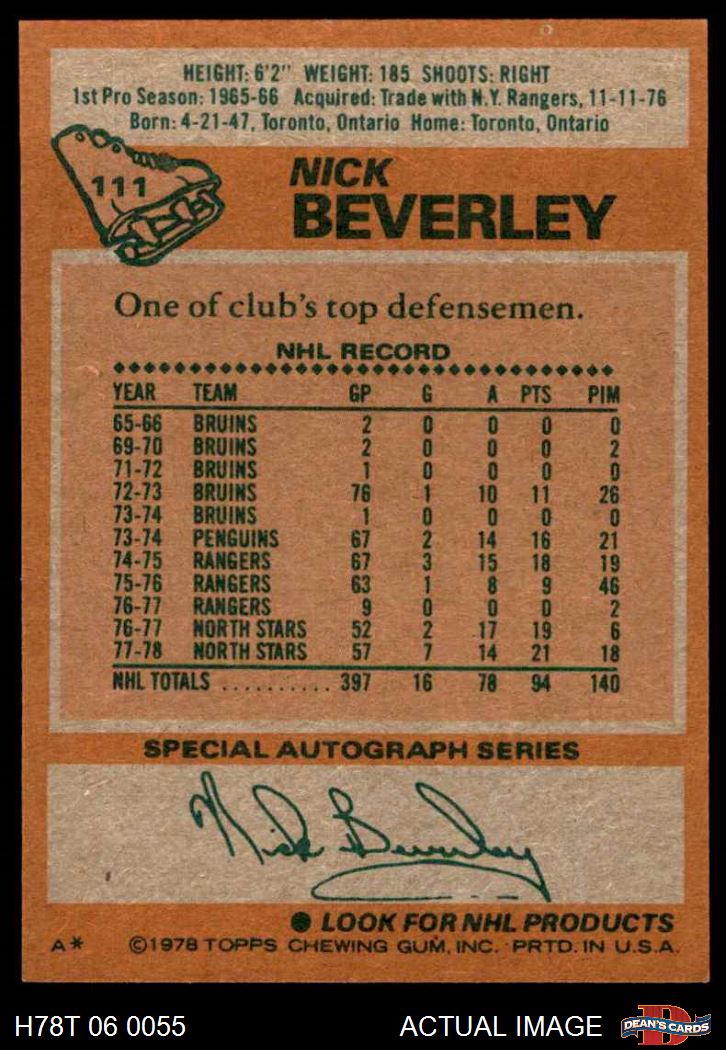 HEIGHT: 6'2" WEIGHT: 185 SHOOTS: RIGHT
1st Pro Season: 1965-66 Acquired: Trade with N.Y. Rangers, 11-11-76
Born: 4-21-47, Toronto, Ontario Home: Toronto, Ontario
111
NICK
BEVERLEY
One of club's top defensemen.
NHL RECORD
YEAR TEAM GP G A PTS PIM
65-66 BRUINS 2 0 0 0 0
69-70 BRUINS 2 0 0 0 2
71-72 BRUINS 1 0 0 0 0
72-73 BRUINS 76 1 10 11 26
73-74 BRUINS 1 0 0 0 0
73-74 PENGUINS 67 2 14 16 21
74-75 RANGERS 67 3 15 18 19
75-76 RANGERS 63 1 8 9 46
76-77 RANGERS 9 0 0 0 2
76-77 NORTH STARS 52 2 17 19 6
77-78 NORTH STARS 57 7 14 21 18
NHL TOTALS .......... 397 16 78 94 140
SPECIAL AUTOGRAPH SERIES
Nick Beverley
● LOOK FOR NHL PRODUCTS
A* ©1978 TOPPS CHEWING GUM, INC. PRTD. IN U.S.A.
H78T 06 0055 ACTUAL IMAGE D DEAN'S CARDS